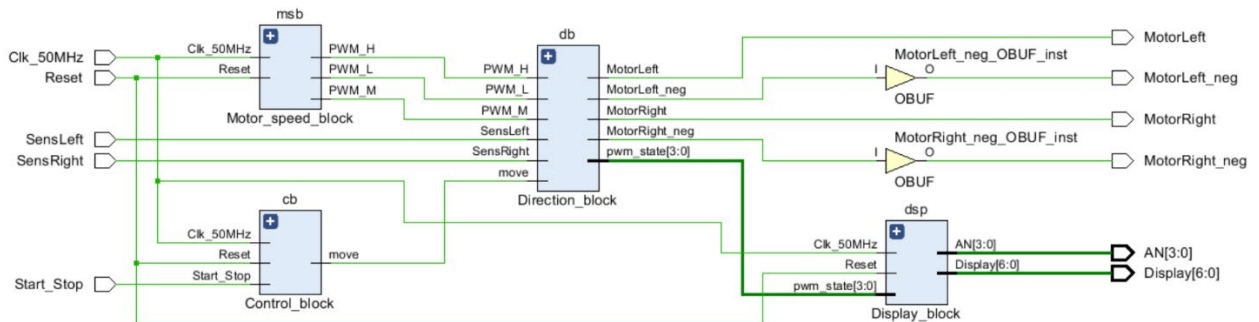 msb
Clk_50MHz
Reset
Clk_50MHz
Reset
PWM_H
PWM_L
PWM_M
Motor_speed_block
db
PWM_H
PWM_L
PWM_M
SensLeft
SensRight
move
MotorLeft
MotorLeft_neg
MotorRight
MotorRight_neg
pwm_state[3:0]
Direction_block
MotorLeft
MotorLeft_neg_OBUF_inst
I
O
OBUF
MotorLeft_neg
MotorRight
MotorRight_neg_OBUF_inst
I
O
OBUF
MotorRight_neg
SensLeft
SensRight
cb
Clk_50MHz
Reset
Start_Stop
move
Start_Stop
Control_block
dsp
Clk_50MHz
Reset
pwm_state[3:0]
AN[3:0]
Display[6:0]
Display_block
AN[3:0]
Display[6:0]